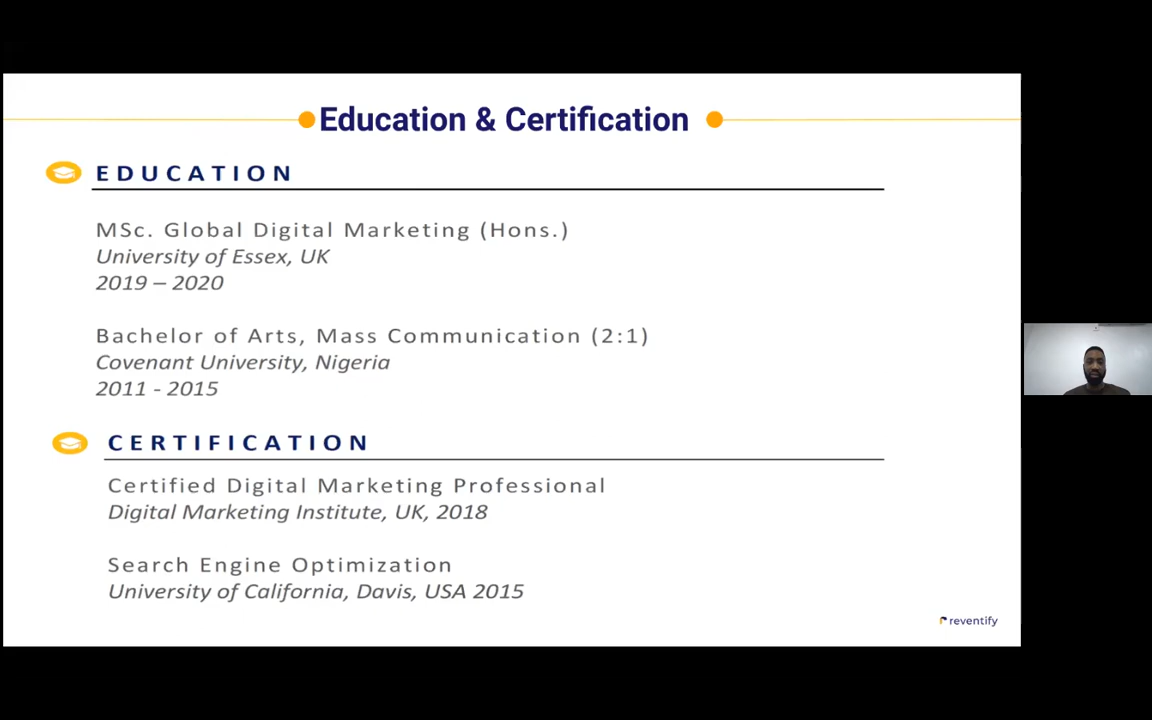 Education & Certification
EDUCATION
MSc. Global Digital Marketing (Hons.)
University of Essex, UK
2019 – 2020
Bachelor of Arts, Mass Communication (2:1)
Covenant University, Nigeria
2011 - 2015
CERTIFICATION
Certified Digital Marketing Professional
Digital Marketing Institute, UK, 2018
Search Engine Optimization
University of California, Davis, USA 2015
reventify